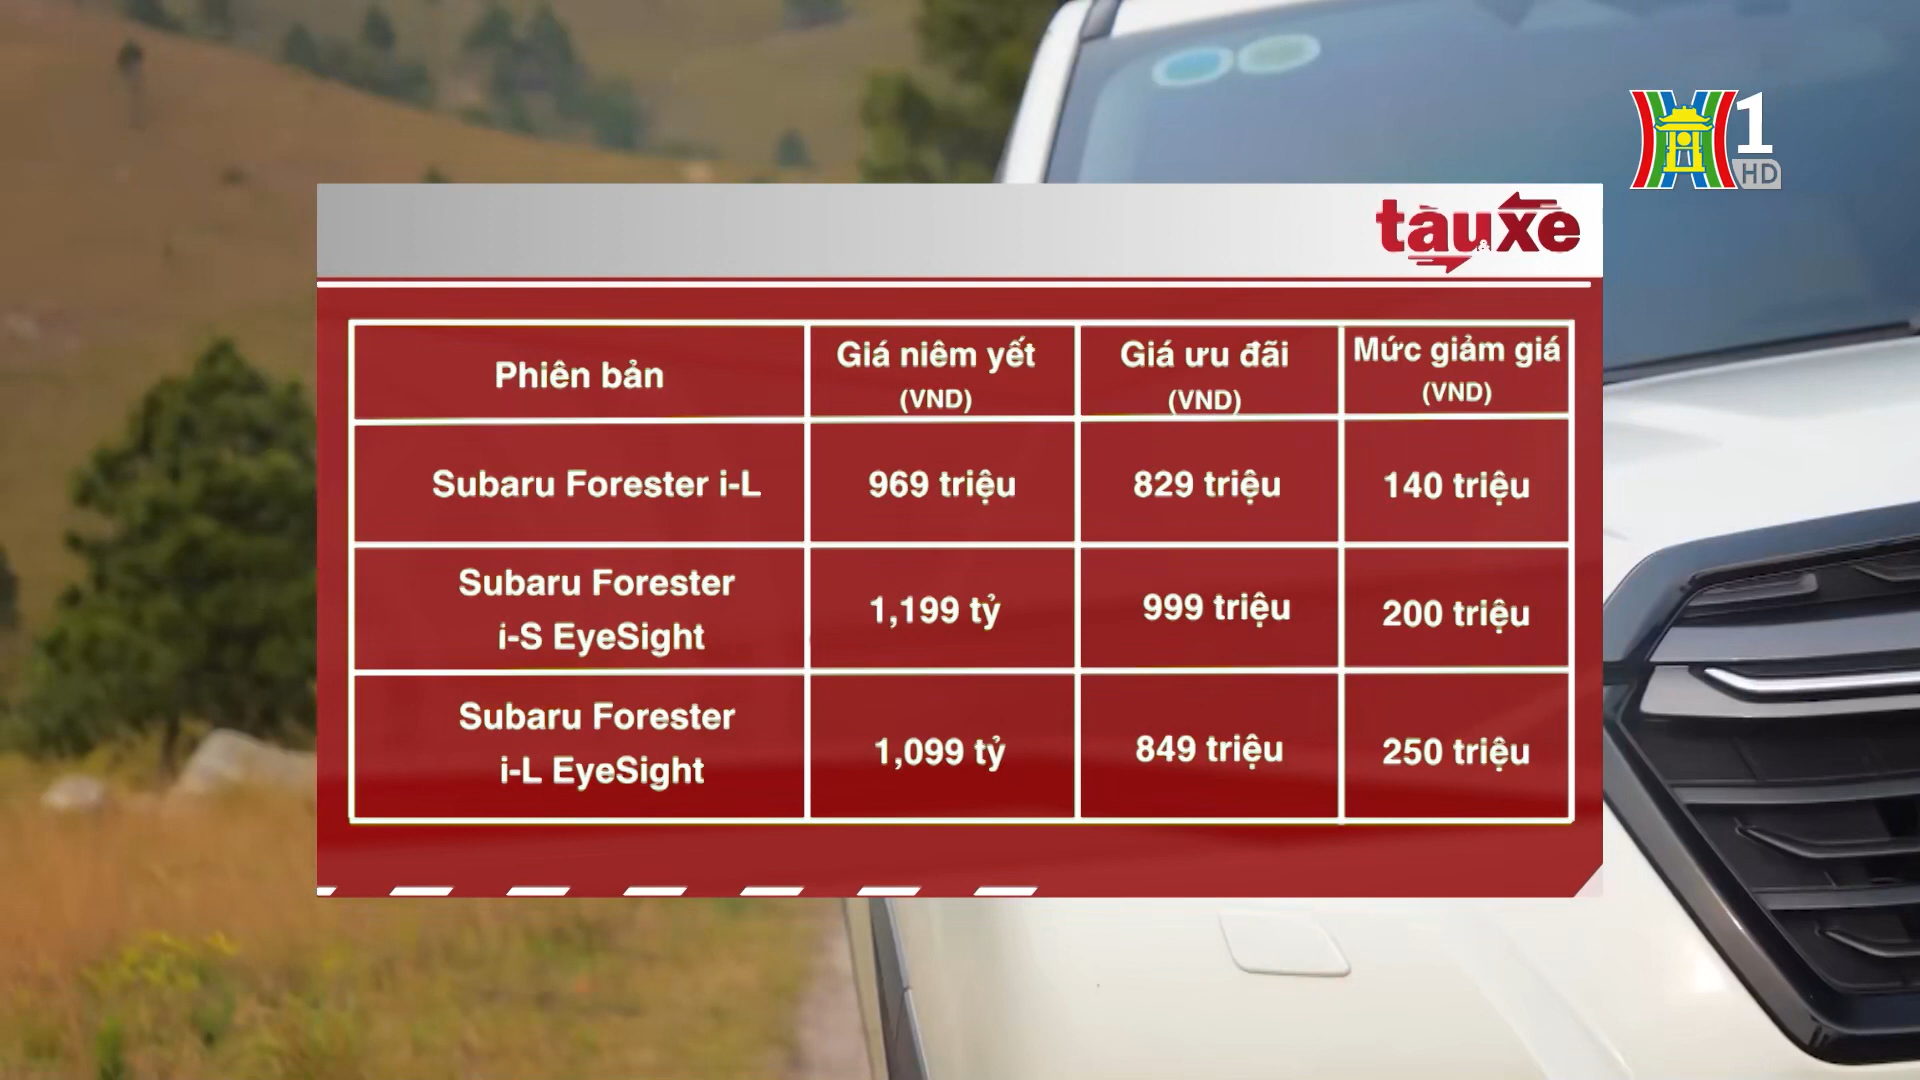 1
HD
tàu&xe
Phiên bản
Giá niêm yết
(VND)
Giá ưu đãi
(VND)
Mức giảm giá
(VND)
Subaru Forester i-L
969 triệu
829 triệu
140 triệu
Subaru Forester
i-S EyeSight
1,199 tỷ
999 triệu
200 triệu
Subaru Forester
i-L EyeSight
1,099 tỷ
849 triệu
250 triệu